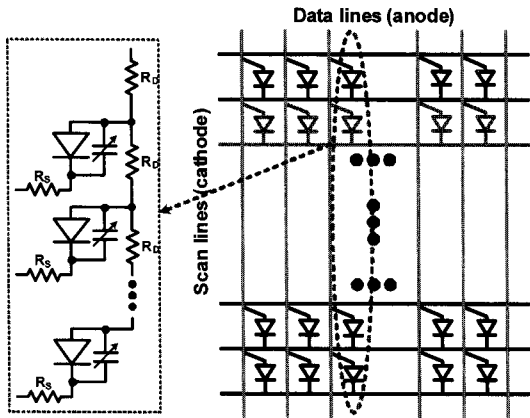 Data lines (anode)
Scan lines (cathode)
R_D
R_S
R_D
R_S
R_D
R_S